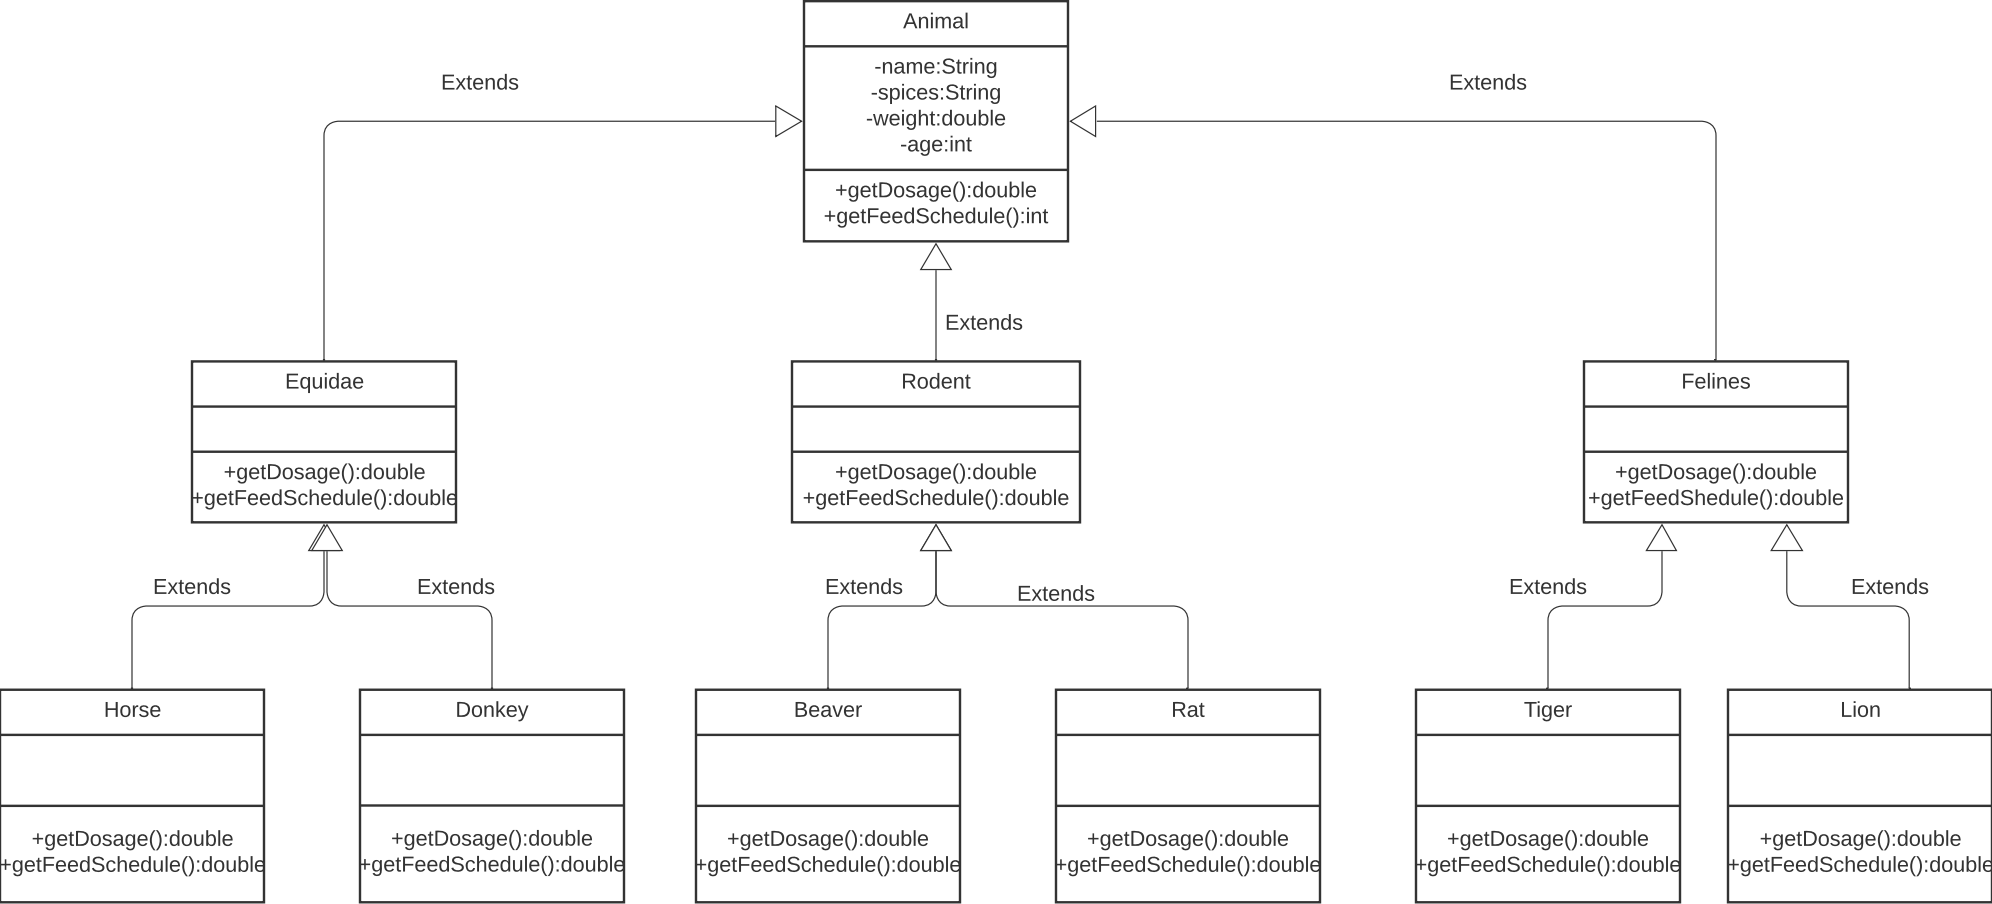 Animal
-name:String
-spices:String
-weight:double
-age:int
+getDosage():double
+getFeedSchedule():int
Extends
Extends
Extends
Equidae
+getDosage():double
+getFeedSchedule():double
Rodent
+getDosage():double
+getFeedSchedule():double
Felines
+getDosage():double
+getFeedShedule():double
Extends
Extends
Extends
Extends
Extends
Extends
Horse
+getDosage():double
+getFeedSchedule():double
Donkey
+getDosage():double
+getFeedSchedule():double
Beaver
+getDosage():double
+getFeedSchedule():double
Rat
+getDosage():double
+getFeedSchedule():double
Tiger
+getDosage():double
+getFeedSchedule():double
Lion
+getDosage():double
+getFeedSchedule():double